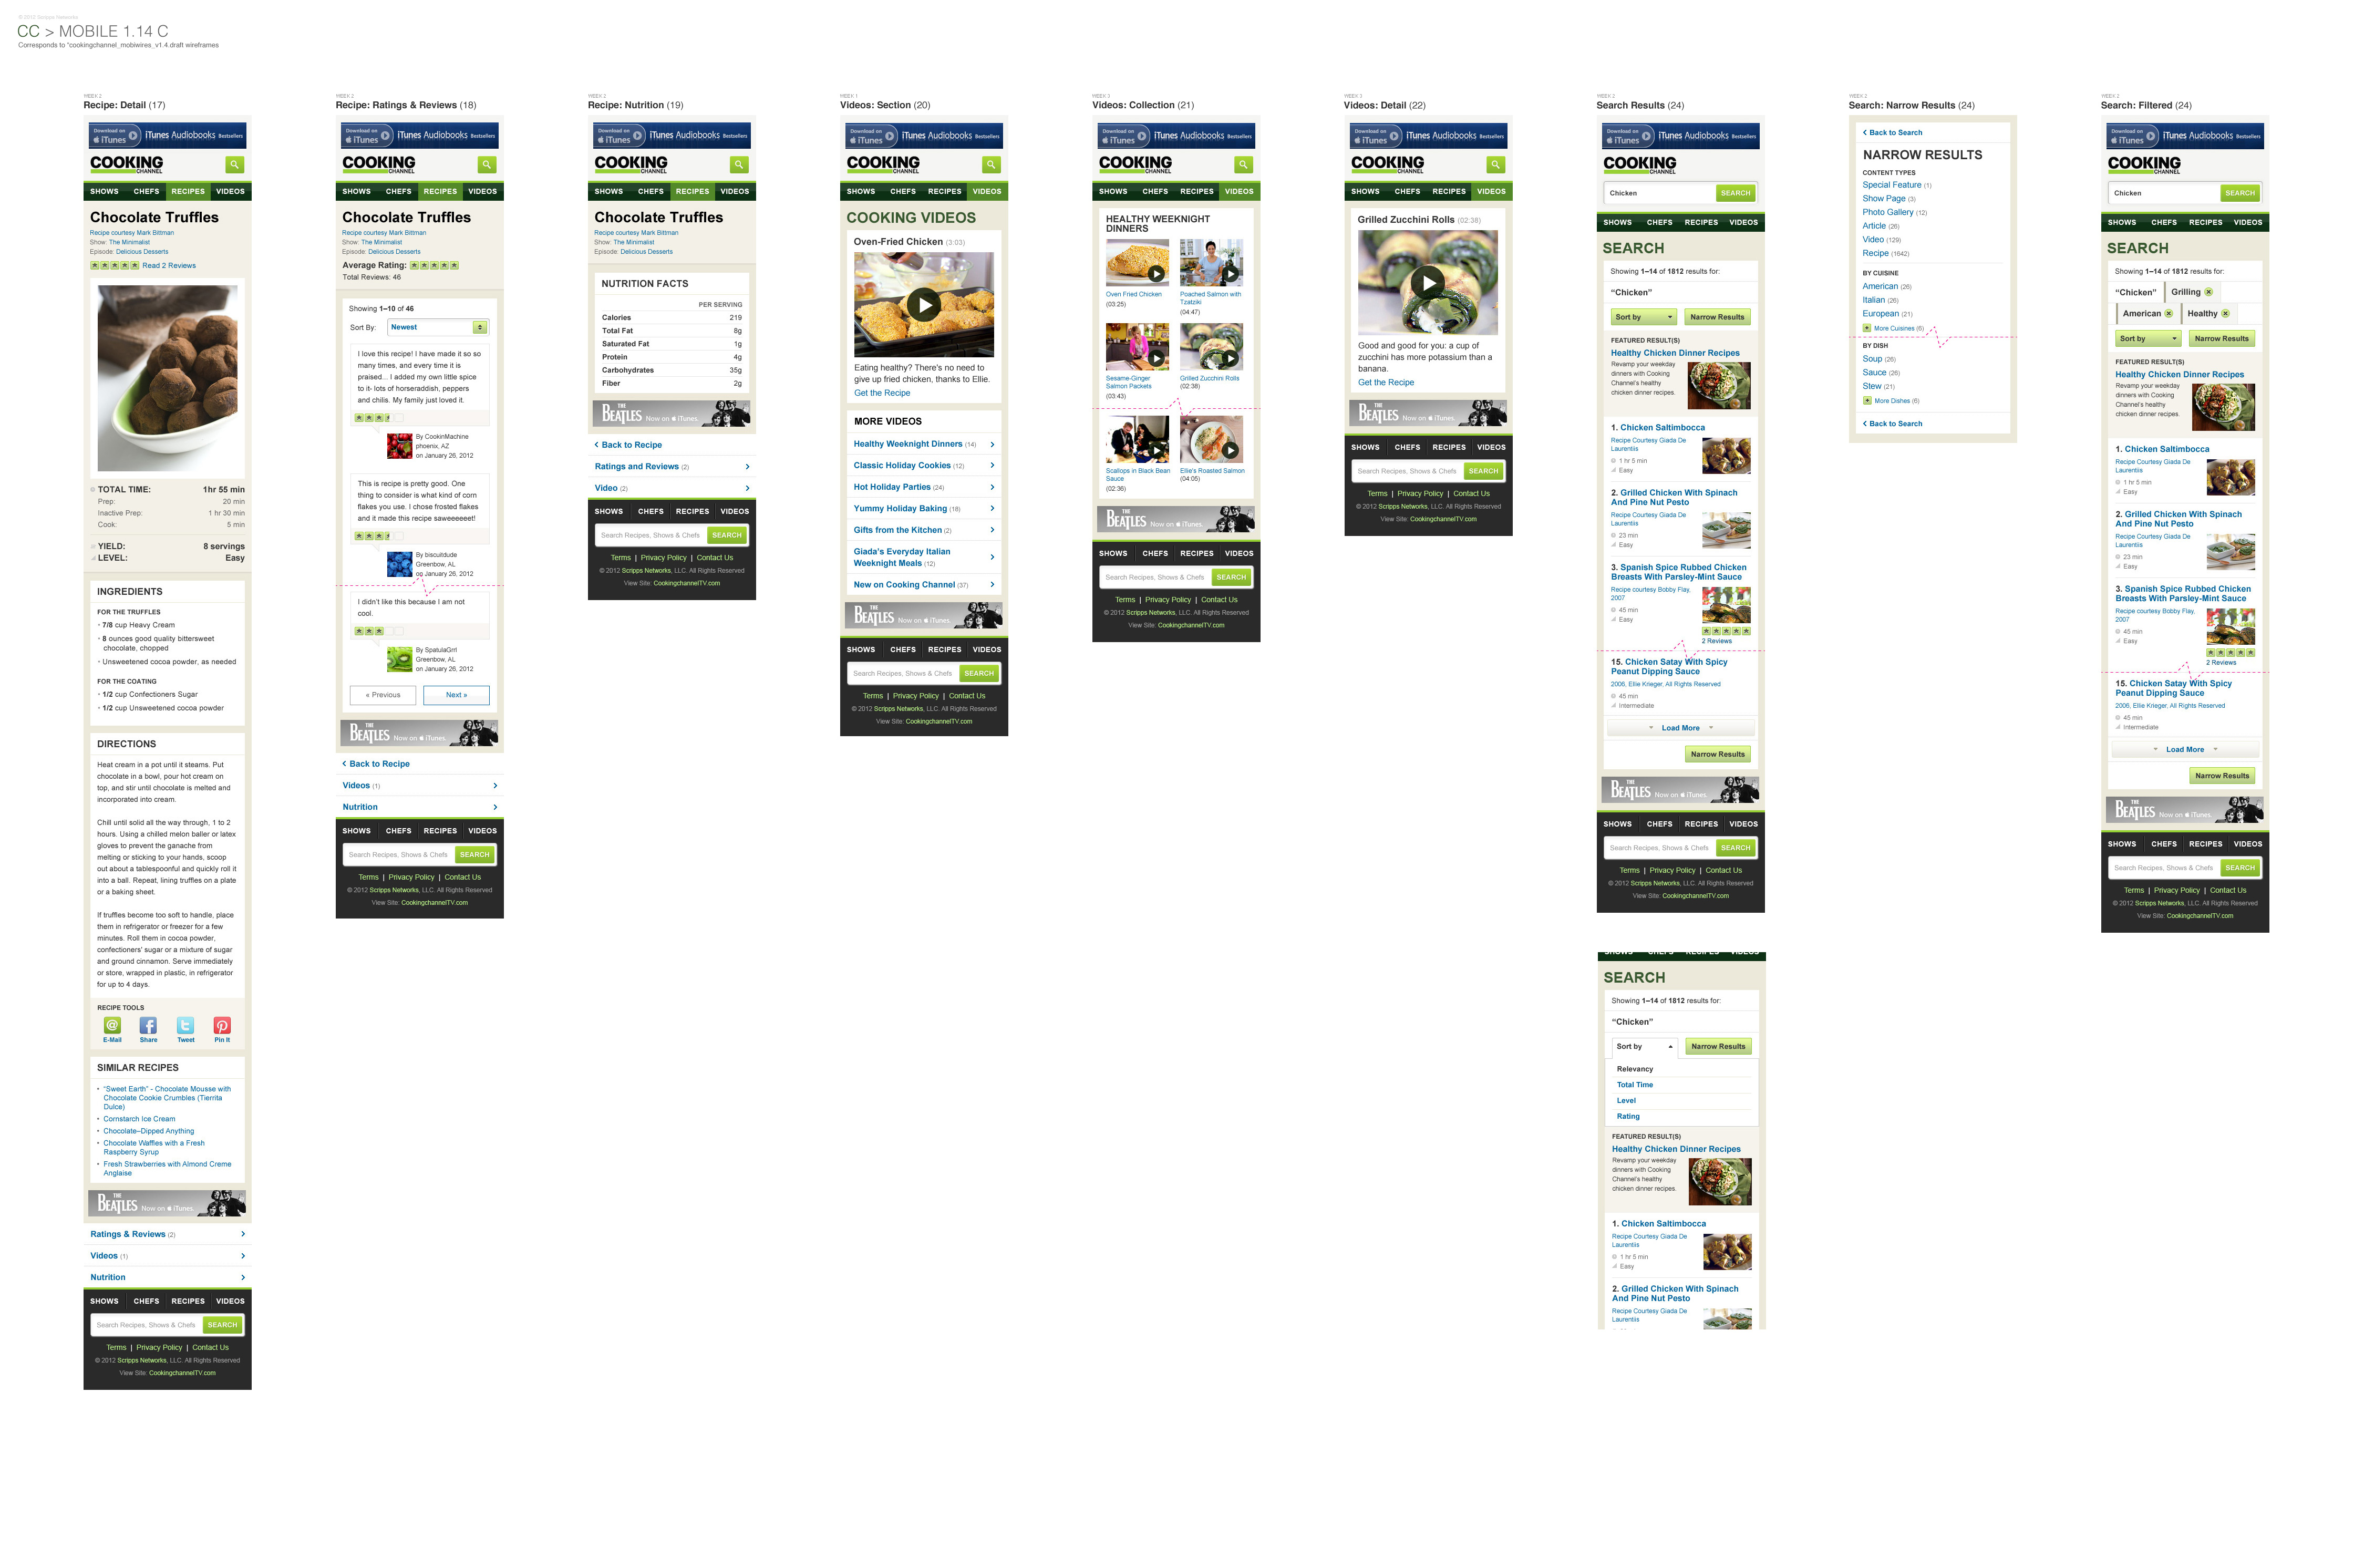 © 2012 Scripps Networks
CC > MOBILE 1.14 C
Corresponds to "cookingchannel_mobiwires_v1.4.draft wireframes
WEEK 2
Recipe: Detail (17)
Download on
iTunes
iTunes Audiobooks Bestsellers
COOKING
CHANNEL
SHOWS CHEFS RECIPES VIDEOS
Chocolate Truffles
Recipe courtesy Mark Bittman
Show: The Minimalist
Episode: Delicious Desserts
Read 2 Reviews
TOTAL TIME: 1hr 55 min
Prep: 20 min
Inactive Prep: 1 hr 30 min
Cook: 5 min
YIELD: 8 servings
LEVEL: Easy
INGREDIENTS
FOR THE TRUFFLES
• 7/8 cup Heavy Cream
• 8 ounces good quality bittersweet
chocolate, chopped
• Unsweetened cocoa powder, as needed
FOR THE COATING
• 1/2 cup Confectioners Sugar
• 1/2 cup Unsweetened cocoa powder
DIRECTIONS
Heat cream in a pot until it steams. Put
chocolate in a bowl, pour hot cream on
top, and stir until chocolate is melted and
incorporated into cream.
Chill until solid all the way through, 1 to 2
hours. Using a chilled melon baller or latex
gloves to prevent the ganache from
melting or sticking to your hands, scoop
out about a tablespoonful and quickly roll it
into a ball. Repeat, lining truffles on a plate
or a baking sheet.
If truffles become too soft to handle, place
them in refrigerator or freezer for a few
minutes. Roll them in cocoa powder,
confectioners' sugar or a mixture of sugar
and ground cinnamon. Serve immediately
or store, wrapped in plastic, in refrigerator
for up to 4 days.
RECIPE TOOLS
E-Mail Share Tweet Pin It
SIMILAR RECIPES
• "Sweet Earth" - Chocolate Mousse with
Chocolate Cookie Crumbles (Tierrita
Dulce)
• Cornstarch Ice Cream
• Chocolate–Dipped Anything
• Chocolate Waffles with a Fresh
Raspberry Syrup
• Fresh Strawberries with Almond Creme
Anglaise
THE
BEATLES Now on iTunes.
Ratings & Reviews (2)
Videos (1)
Nutrition
SHOWS CHEFS RECIPES VIDEOS
Search Recipes, Shows & Chefs SEARCH
Terms | Privacy Policy | Contact Us
© 2012 Scripps Networks, LLC. All Rights Reserved
View Site: CookingchannelTV.com
WEEK 2
Recipe: Ratings & Reviews (18)
Download on
iTunes
iTunes Audiobooks Bestsellers
COOKING
CHANNEL
SHOWS CHEFS RECIPES VIDEOS
Chocolate Truffles
Recipe courtesy Mark Bittman
Show: The Minimalist
Episode: Delicious Desserts
Average Rating:
Total Reviews: 46
Showing 1–10 of 46
Sort By: Newest
I love this recipe! I have made it so so
many times, and every time it is
praised... I added my own little spice
to it- lots of horseraddish, peppers
and chilis. My family just loved it.
By CookinMachine
phoenix, AZ
on January 26, 2012
This is recipe is pretty good. One
thing to consider is what kind of corn
flakes you use. I chose frosted flakes
and it made this recipe saweeeeeet!
By biscuitdude
Greenbow, AL
on January 26, 2012
I didn't like this because I am not
cool.
By SpatulaGrrl
Greenbow, AL
on January 26, 2012
« Previous Next »
THE
BEATLES Now on iTunes.
Back to Recipe
Videos (1)
Nutrition
SHOWS CHEFS RECIPES VIDEOS
Search Recipes, Shows & Chefs SEARCH
Terms | Privacy Policy | Contact Us
© 2012 Scripps Networks, LLC. All Rights Reserved
View Site: CookingchannelTV.com
WEEK 2
Recipe: Nutrition (19)
Download on
iTunes
iTunes Audiobooks Bestsellers
COOKING
CHANNEL
SHOWS CHEFS RECIPES VIDEOS
Chocolate Truffles
Recipe courtesy Mark Bittman
Show: The Minimalist
Episode: Delicious Desserts
NUTRITION FACTS
PER SERVING
Calories 219
Total Fat 8g
Saturated Fat 1g
Protein 4g
Carbohydrates 35g
Fiber 2g
THE
BEATLES Now on iTunes.
Back to Recipe
Ratings and Reviews (2)
Video (2)
SHOWS CHEFS RECIPES VIDEOS
Search Recipes, Shows & Chefs SEARCH
Terms | Privacy Policy | Contact Us
© 2012 Scripps Networks, LLC. All Rights Reserved
View Site: CookingchannelTV.com
WEEK 1
Videos: Section (20)
Download on
iTunes
iTunes Audiobooks Bestsellers
COOKING
CHANNEL
SHOWS CHEFS RECIPES VIDEOS
COOKING VIDEOS
Oven-Fried Chicken (3:03)
Eating healthy? There's no need to
give up fried chicken, thanks to Ellie.
Get the Recipe
MORE VIDEOS
Healthy Weeknight Dinners (14)
Classic Holiday Cookies (12)
Hot Holiday Parties (24)
Yummy Holiday Baking (18)
Gifts from the Kitchen (2)
Giada's Everyday Italian
Weeknight Meals (12)
New on Cooking Channel (37)
THE
BEATLES Now on iTunes.
SHOWS CHEFS RECIPES VIDEOS
Search Recipes, Shows & Chefs SEARCH
Terms | Privacy Policy | Contact Us
© 2012 Scripps Networks, LLC. All Rights Reserved
View Site: CookingchannelTV.com
WEEK 3
Videos: Collection (21)
Download on
iTunes
iTunes Audiobooks Bestsellers
COOKING
CHANNEL
SHOWS CHEFS RECIPES VIDEOS
HEALTHY WEEKNIGHT
DINNERS
Oven Fried Chicken
(03:25)
Poached Salmon with
Tzatziki
(04:47)
Sesame-Ginger
Salmon Packets
(03:43)
Grilled Zucchini Rolls
(02:38)
Scallops in Black Bean
Sauce
(02:36)
Ellie's Roasted Salmon
(04:05)
THE
BEATLES Now on iTunes.
SHOWS CHEFS RECIPES VIDEOS
Search Recipes, Shows & Chefs SEARCH
Terms | Privacy Policy | Contact Us
© 2012 Scripps Networks, LLC. All Rights Reserved
View Site: CookingchannelTV.com
WEEK 3
Videos: Detail (22)
Download on
iTunes
iTunes Audiobooks Bestsellers
COOKING
CHANNEL
SHOWS CHEFS RECIPES VIDEOS
Grilled Zucchini Rolls (02:38)
Good and good for you: a cup of
zucchini has more potassium than a
banana.
Get the Recipe
THE
BEATLES Now on iTunes.
SHOWS CHEFS RECIPES VIDEOS
Search Recipes, Shows & Chefs SEARCH
Terms | Privacy Policy | Contact Us
© 2012 Scripps Networks, LLC. All Rights Reserved
View Site: CookingchannelTV.com
WEEK 2
Search Results (24)
Download on
iTunes
iTunes Audiobooks Bestsellers
COOKING
CHANNEL
Chicken SEARCH
SHOWS CHEFS RECIPES VIDEOS
SEARCH
Showing 1–14 of 1812 results for:
"Chicken"
Sort by Narrow Results
FEATURED RESULT(S)
Healthy Chicken Dinner Recipes
Revamp your weekday
dinners with Cooking
Channel's healthy
chicken dinner recipes.
1. Chicken Saltimbocca
Recipe Courtesy Giada De
Laurentiis
1 hr 5 min
Easy
2. Grilled Chicken With Spinach
And Pine Nut Pesto
Recipe Courtesy Giada De
Laurentiis
23 min
Easy
3. Spanish Spice Rubbed Chicken
Breasts With Parsley-Mint Sauce
Recipe courtesy Bobby Flay,
2007
45 min
Easy
2 Reviews
15. Chicken Satay With Spicy
Peanut Dipping Sauce
2006, Ellie Krieger, All Rights Reserved
45 min
Intermediate
Load More
Narrow Results
THE
BEATLES Now on iTunes.
SHOWS CHEFS RECIPES VIDEOS
Search Recipes, Shows & Chefs SEARCH
Terms | Privacy Policy | Contact Us
© 2012 Scripps Networks, LLC. All Rights Reserved
View Site: CookingchannelTV.com
SHOWS CHEFS RECIPES VIDEOS
SEARCH
Showing 1–14 of 1812 results for:
"Chicken"
Sort by Narrow Results
Relevancy
Total Time
Level
Rating
FEATURED RESULT(S)
Healthy Chicken Dinner Recipes
Revamp your weekday
dinners with Cooking
Channel's healthy
chicken dinner recipes.
1. Chicken Saltimbocca
Recipe Courtesy Giada De
Laurentiis
1 hr 5 min
Easy
2. Grilled Chicken With Spinach
And Pine Nut Pesto
Recipe Courtesy Giada De
Laurentiis
WEEK 2
Search: Narrow Results (24)
Back to Search
NARROW RESULTS
CONTENT TYPES
Special Feature (1)
Show Page (3)
Photo Gallery (12)
Article (26)
Video (129)
Recipe (1642)
BY CUISINE
American (26)
Italian (26)
European (21)
More Cuisines (6)
BY DISH
Soup (26)
Sauce (26)
Stew (21)
More Dishes (6)
Back to Search
WEEK 2
Search: Filtered (24)
Download on
iTunes
iTunes Audiobooks Bestsellers
COOKING
CHANNEL
Chicken SEARCH
SHOWS CHEFS RECIPES VIDEOS
SEARCH
Showing 1–14 of 1812 results for:
"Chicken" Grilling
American Healthy
Sort by Narrow Results
FEATURED RESULT(S)
Healthy Chicken Dinner Recipes
Revamp your weekday
dinners with Cooking
Channel's healthy
chicken dinner recipes.
1. Chicken Saltimbocca
Recipe Courtesy Giada De
Laurentiis
1 hr 5 min
Easy
2. Grilled Chicken With Spinach
And Pine Nut Pesto
Recipe Courtesy Giada De
Laurentiis
23 min
Easy
3. Spanish Spice Rubbed Chicken
Breasts With Parsley-Mint Sauce
Recipe courtesy Bobby Flay,
2007
45 min
Easy
2 Reviews
15. Chicken Satay With Spicy
Peanut Dipping Sauce
2006, Ellie Krieger, All Rights Reserved
45 min
Intermediate
Load More
Narrow Results
THE
BEATLES Now on iTunes.
SHOWS CHEFS RECIPES VIDEOS
Search Recipes, Shows & Chefs SEARCH
Terms | Privacy Policy | Contact Us
© 2012 Scripps Networks, LLC. All Rights Reserved
View Site: CookingchannelTV.com